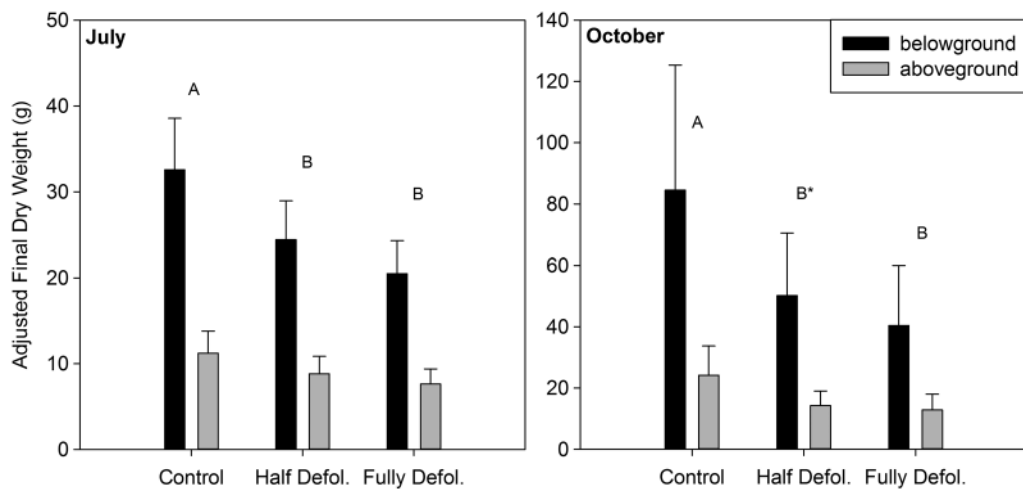 Adjusted Final Dry Weight (g)
50
40
30
20
10
0
July
A
B
B
Control
Half Defol.
Fully Defol.
140
120
100
80
60
40
20
0
October
A
B*
B
Control
Half Defol.
Fully Defol.
belowground
aboveground